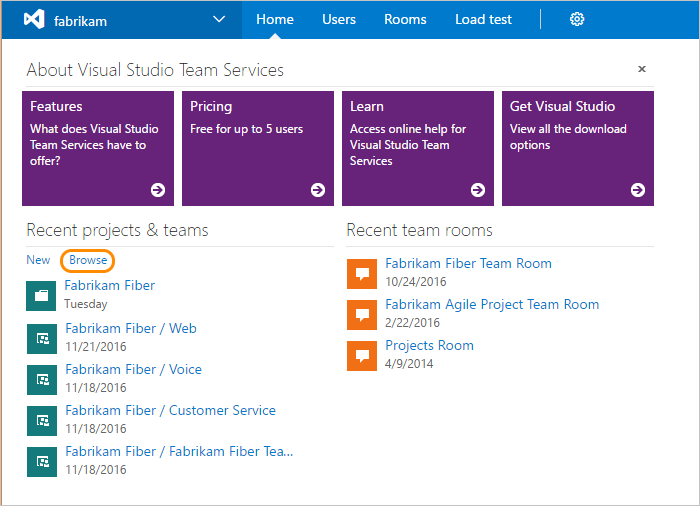 fabrikam
Home
Users
Rooms
Load test
About Visual Studio Team Services
Features
What does Visual Studio
Team Services have to
offer?
Pricing
Free for up to 5 users
Learn
Access online help for
Visual Studio Team
Services
Get Visual Studio
View all the download
options
Recent projects & teams
New
Browse
Fabrikam Fiber
Tuesday
Fabrikam Fiber / Web
11/21/2016
Fabrikam Fiber / Voice
11/18/2016
Fabrikam Fiber / Customer Service
11/18/2016
Fabrikam Fiber / Fabrikam Fiber Tea...
11/18/2016
Recent team rooms
Fabrikam Fiber Team Room
10/24/2016
Fabrikam Agile Project Team Room
2/22/2016
Projects Room
4/9/2014